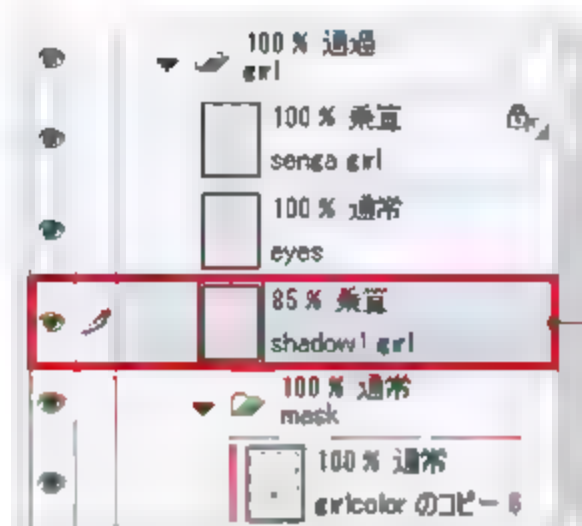 100 % 通過
girl
100 % 乗算
senga girl
100 % 通常
eyes
85 % 乗算
shadow1 girl
100 % 通常
mask
100 % 通常
girlcolor のコピー 6